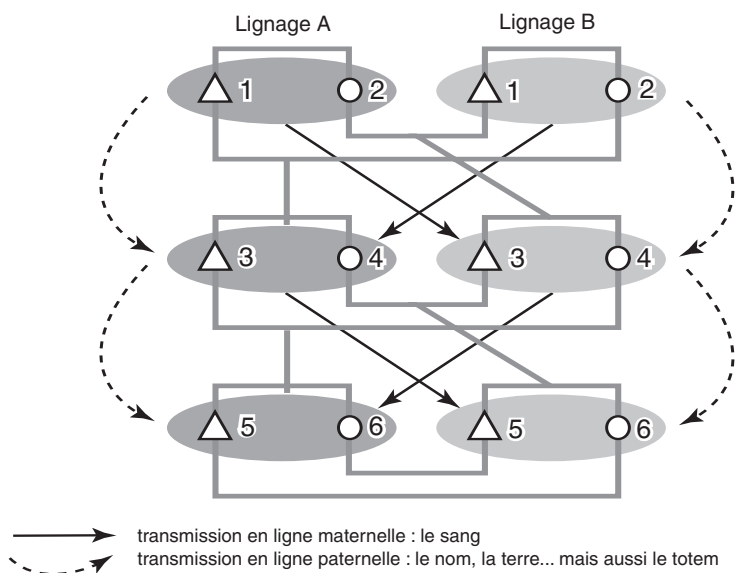 Lignage A Lignage B
1 2 1 2
3 4 3 4
5 6 5 6
transmission en ligne maternelle : le sang
transmission en ligne paternelle : le nom, la terre... mais aussi le totem